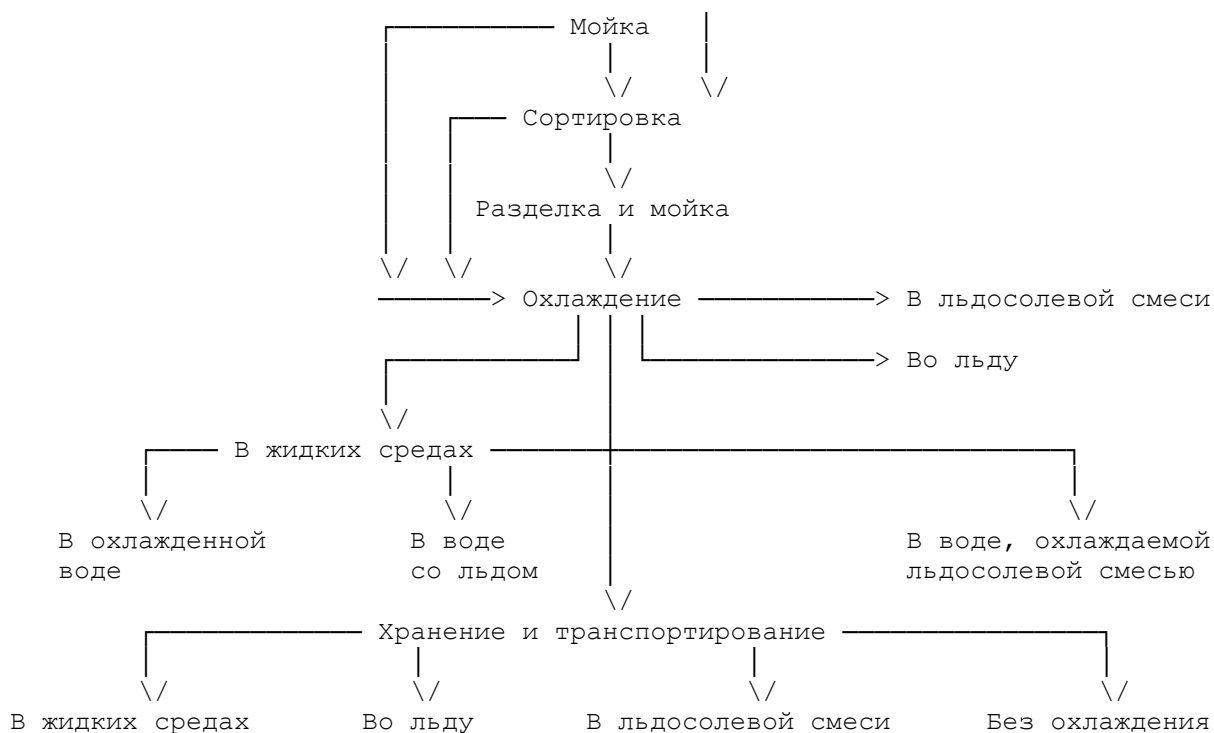 Мойка
Сортировка
Разделка и мойка
Охлаждение
В льдосолевой смеси
Во льду
В жидких средах
В охлажденной
воде
В воде
со льдом
В воде, охлаждаемой
льдосолевой смесью
Хранение и транспортирование
В жидких средах
Во льду
В льдосолевой смеси
Без охлаждения